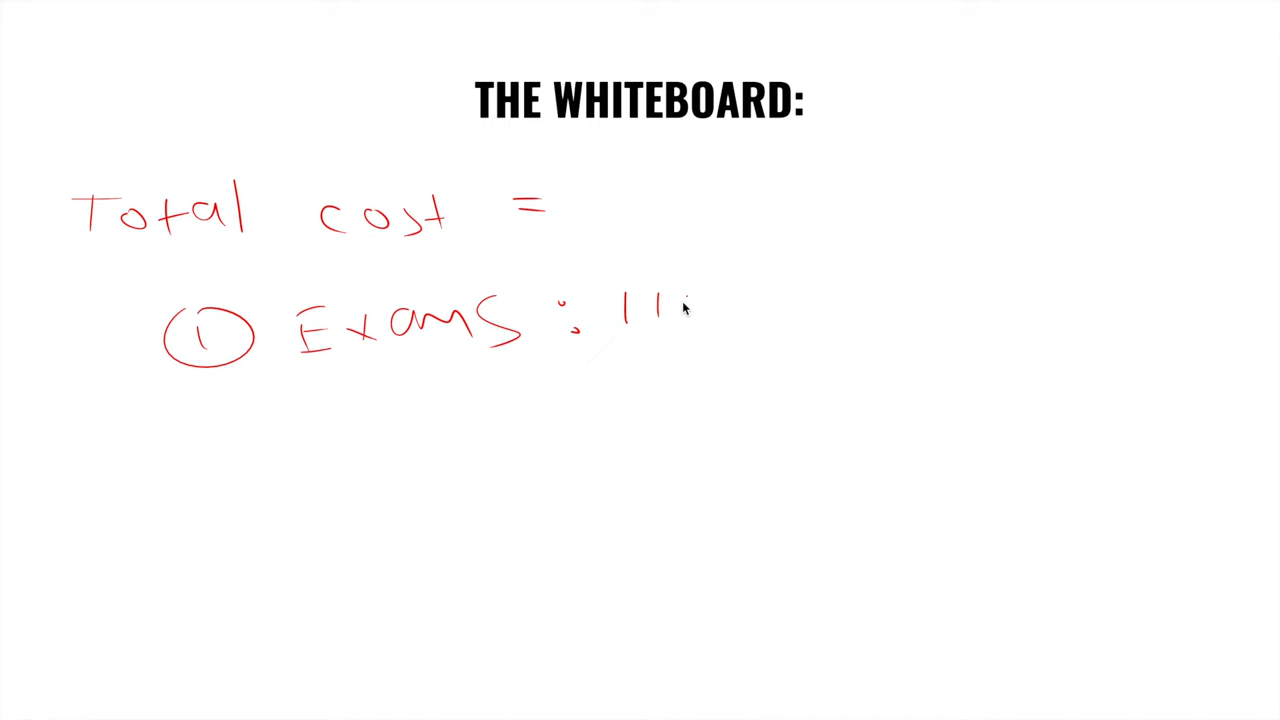 THE WHITEBOARD:
Total cost =
1 Exams : 11